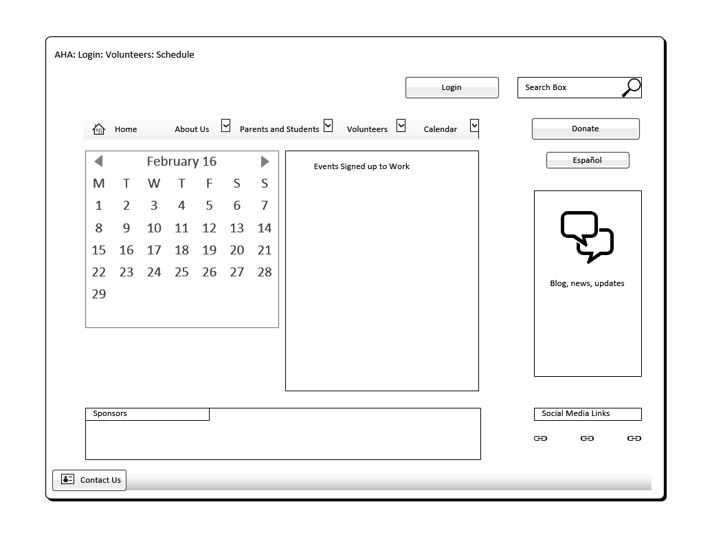 AHA: Login: Volunteers: Schedule
Login
Search Box
Home
About Us
Parents and Students
Volunteers
Calendar
Donate
Español
February 16
M T W T F S S
1 2 3 4 5 6 7
8 9 10 11 12 13 14
15 16 17 18 19 20 21
22 23 24 25 26 27 28
29
Events Signed up to Work
Blog, news, updates
Sponsors
Social Media Links
Contact Us